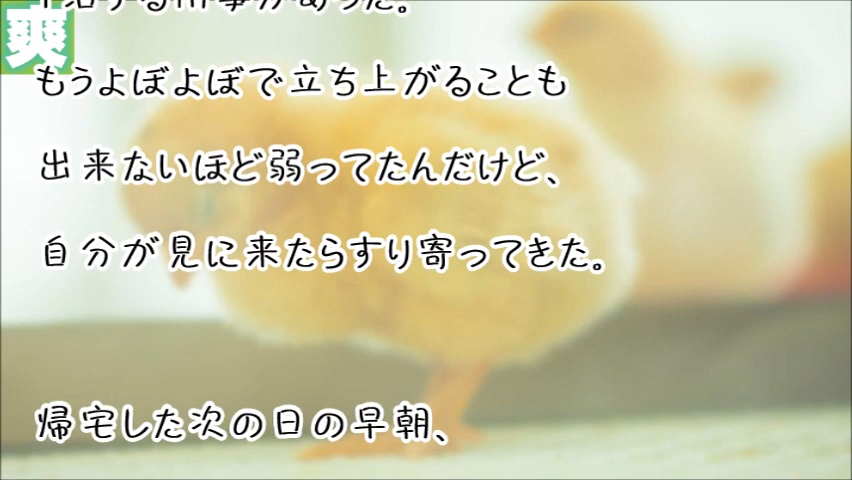 爽
もうよぼよぼで立ち上がることも
出来ないほど弱ってたんだけど、
自分が見に来たらすり寄ってきた。
帰宅した次の日の早朝、